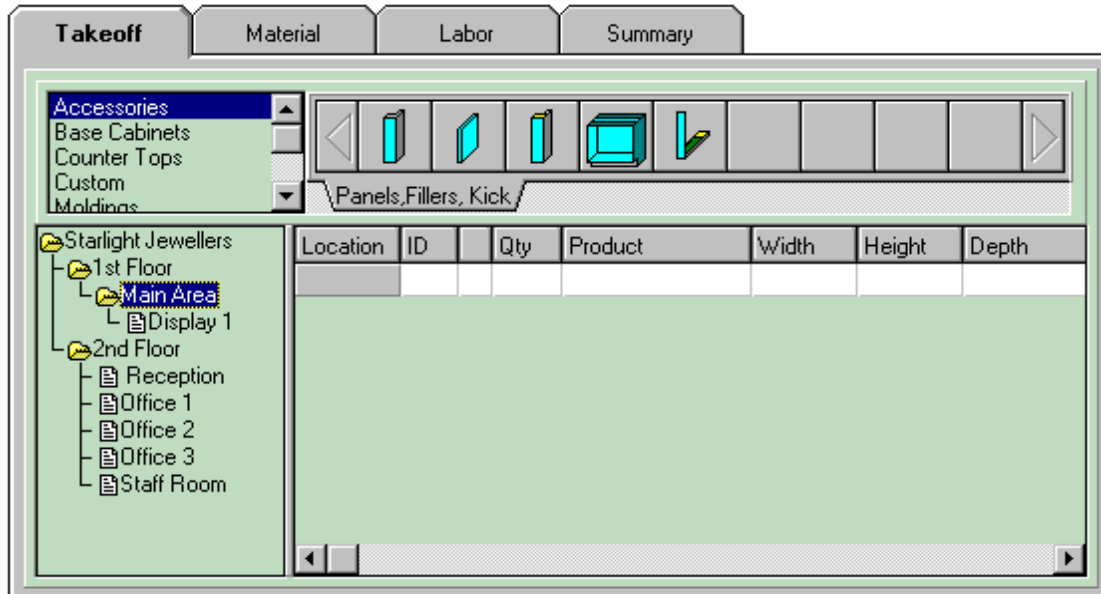 Takeoff Material Labor Summary
Accessories
Base Cabinets
Counter Tops
Custom
Moldings
Panels,Fillers, Kick
Starlight Jewellers
1st Floor
Main Area
Display 1
2nd Floor
Reception
Office 1
Office 2
Office 3
Staff Room
Location ID Qty Product Width Height Depth